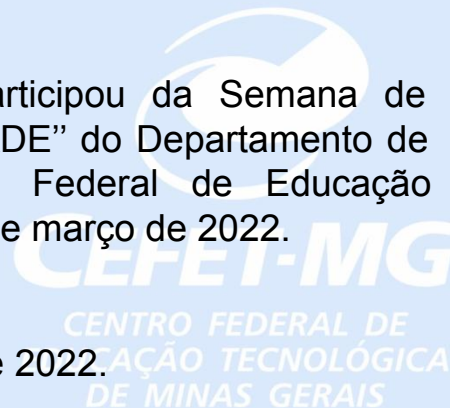 articipou da Semana de
DE” do Departamento de
Federal de Educação
e março de 2022.
CEFET-MG
CENTRO FEDERAL DE
AÇÃO TECNOLÓGICA
e 2022.
DE MINAS GERAIS